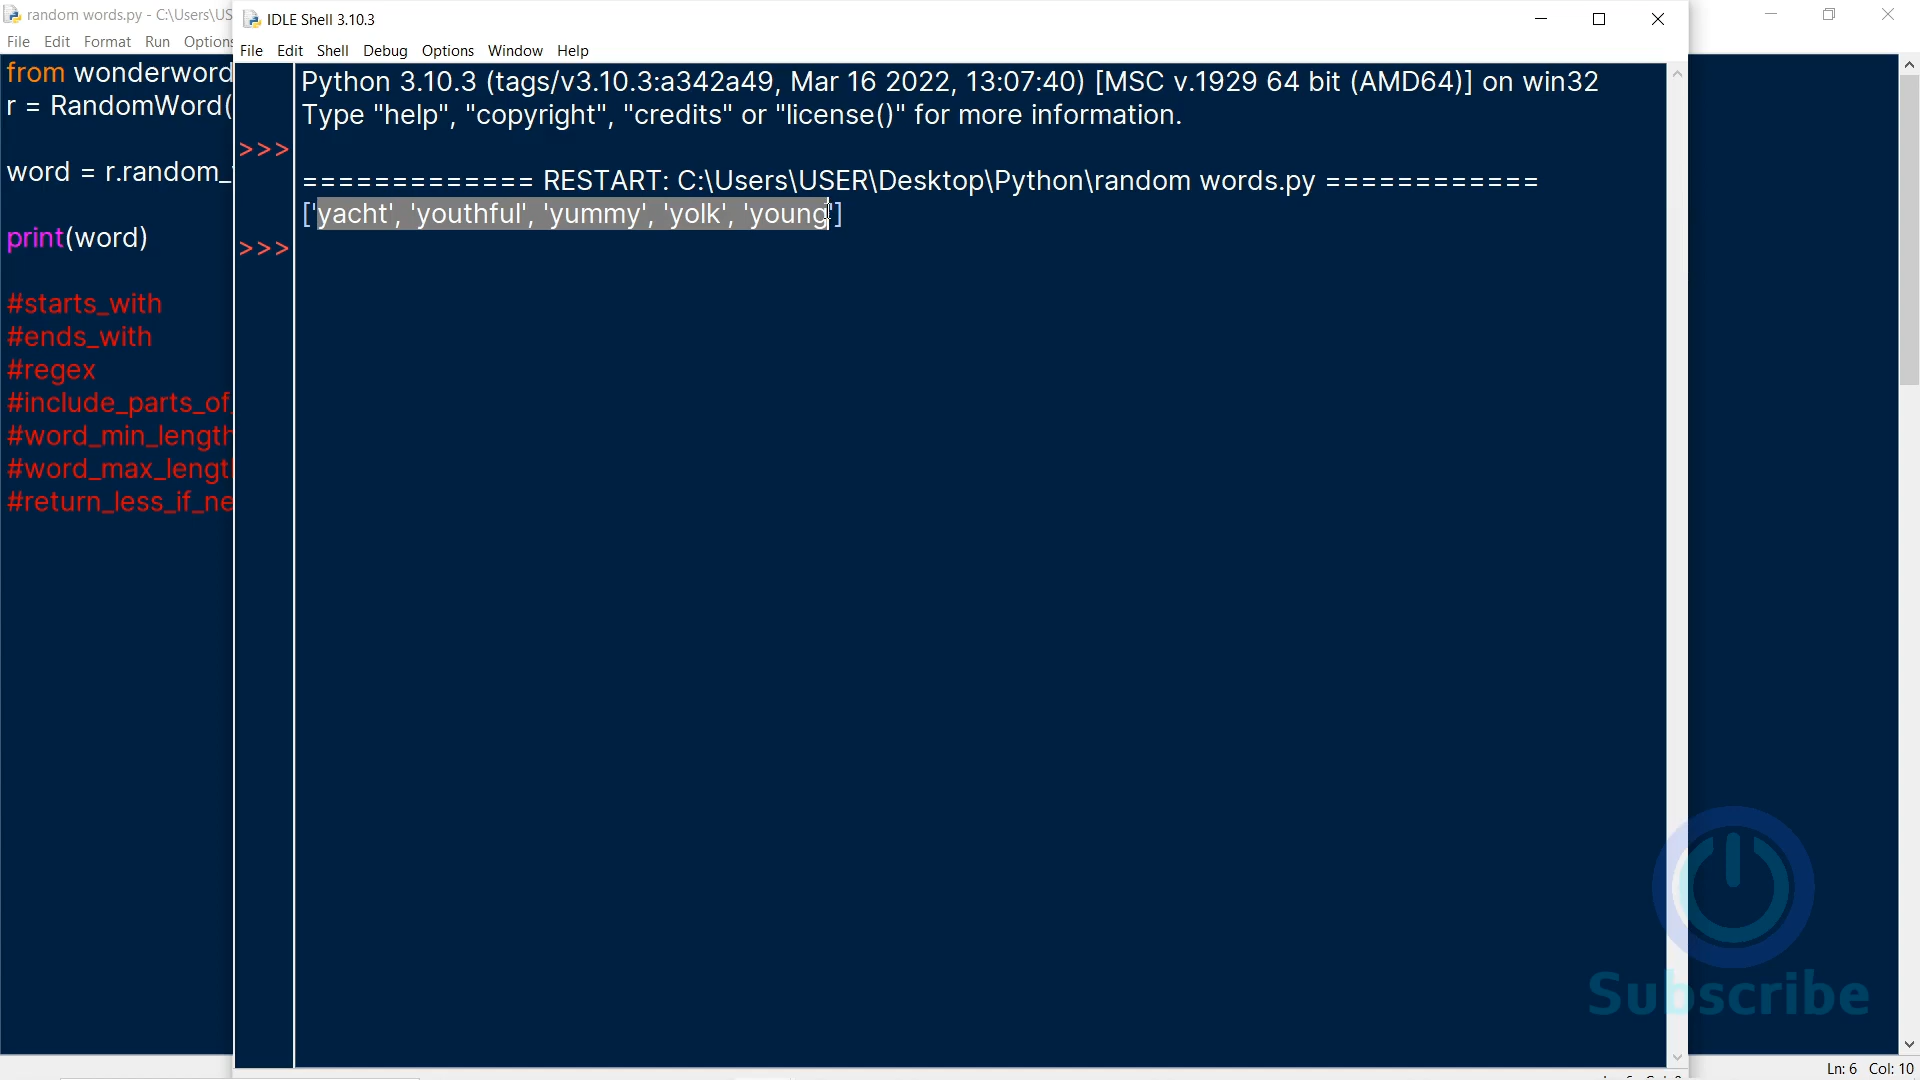 random words.py - C:\Users\US
File Edit Format Run Options
from wonderword
r = RandomWord(
word = r.random_
print(word)
#starts_with
#ends_with
#regex
#include_parts_of_
#word_min_length
#word_max_lengt
#return_less_if_ne
IDLE Shell 3.10.3
File Edit Shell Debug Options Window Help
Python 3.10.3 (tags/v3.10.3:a342a49, Mar 16 2022, 13:07:40) [MSC v.1929 64 bit (AMD64)] on win32
Type "help", "copyright", "credits" or "license()" for more information.
>>>
============= RESTART: C:\Users\USER\Desktop\Python\random words.py ============
['yacht', 'youthful', 'yummy', 'yolk', 'young']
>>>
Subscribe
Ln: 6 Col: 10